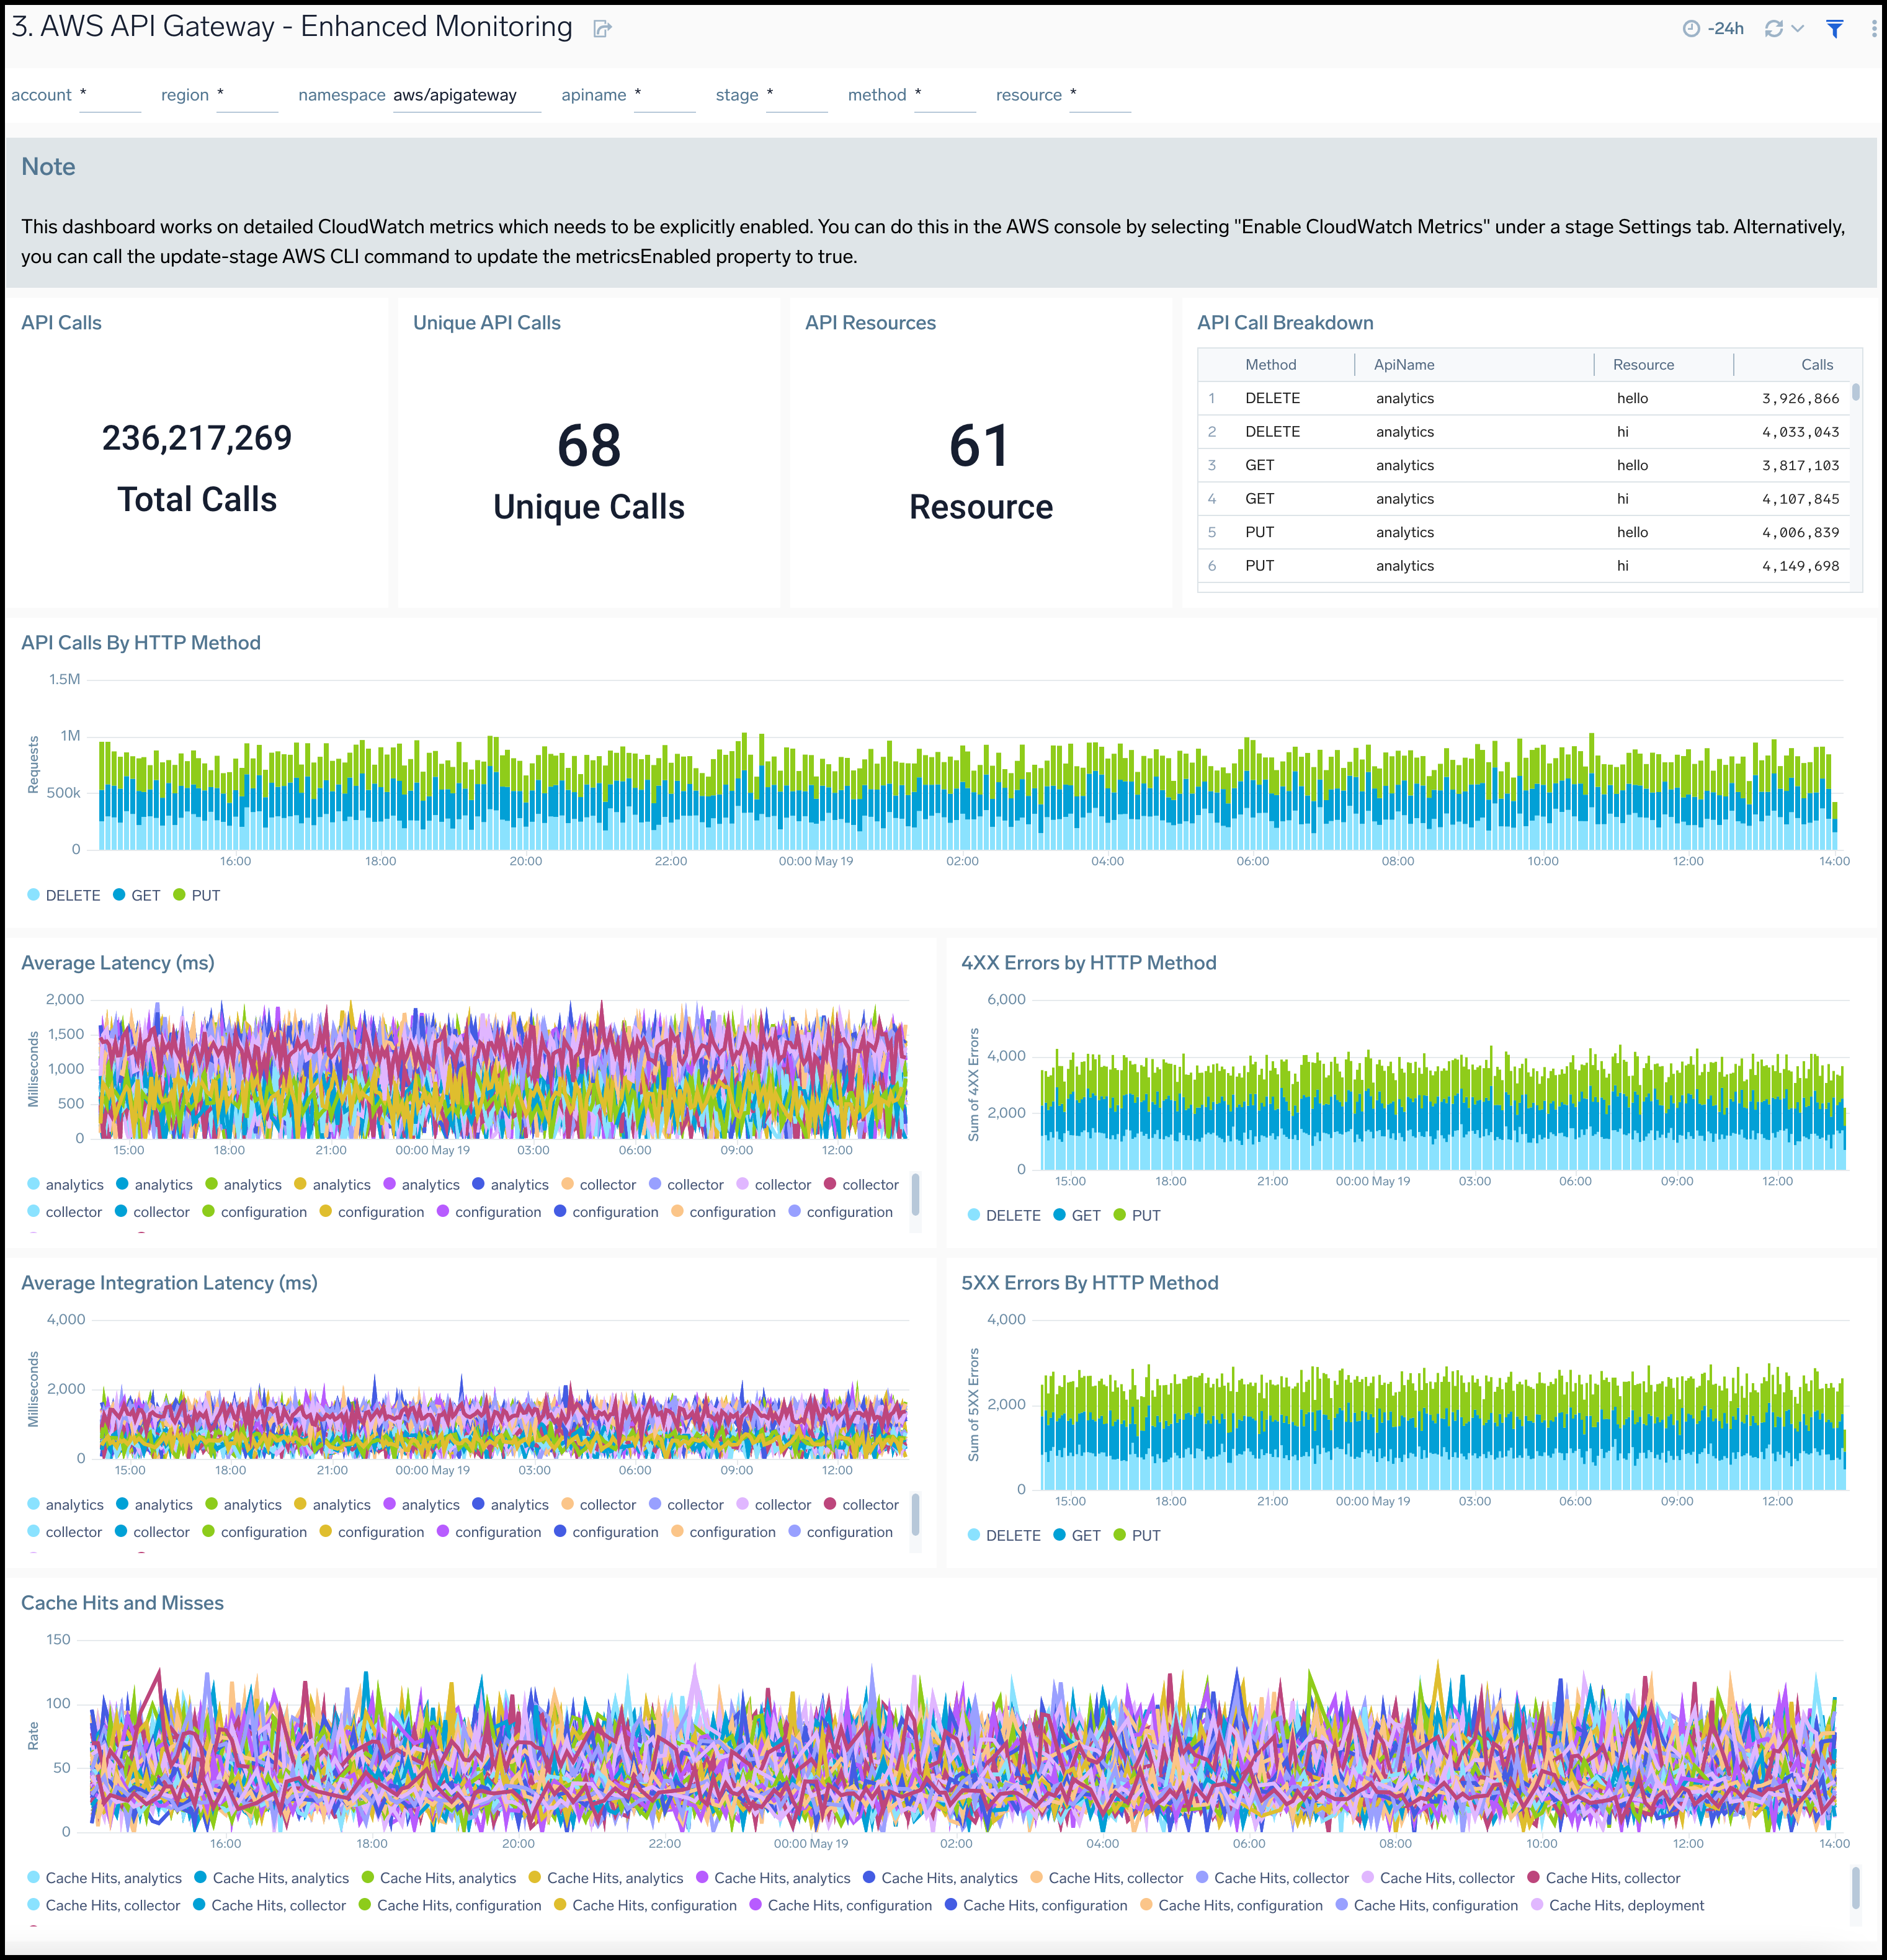 3. AWS API Gateway - Enhanced Monitoring
-24h
account * region * namespace aws/apigateway apiname * stage * method * resource *
Note
This dashboard works on detailed CloudWatch metrics which needs to be explicitly enabled. You can do this in the AWS console by selecting "Enable CloudWatch Metrics" under a stage Settings tab. Alternatively,
you can call the update-stage AWS CLI command to update the metricsEnabled property to true.
API Calls
236,217,269
Total Calls
Unique API Calls
68
Unique Calls
API Resources
61
Resource
API Call Breakdown
Method ApiName Resource Calls
1 DELETE analytics hello 3,926,866
2 DELETE analytics hi 4,033,043
3 GET analytics hello 3,817,103
4 GET analytics hi 4,107,845
5 PUT analytics hello 4,006,839
6 PUT analytics hi 4,149,698
API Calls By HTTP Method
Requests
1.5M
1M
500k
0
16:00 18:00 20:00 22:00 00:00 May 19 02:00 04:00 06:00 08:00 10:00 12:00 14:00
DELETE GET PUT
Average Latency (ms)
Milliseconds
2,000
1,500
1,000
500
0
15:00 18:00 21:00 00:00 May 19 03:00 06:00 09:00 12:00
analytics analytics analytics analytics analytics analytics collector collector collector collector
collector collector configuration configuration configuration configuration configuration configuration
4XX Errors by HTTP Method
Sum of 4XX Errors
6,000
4,000
2,000
0
15:00 18:00 21:00 00:00 May 19 03:00 06:00 09:00 12:00
DELETE GET PUT
Average Integration Latency (ms)
Milliseconds
4,000
2,000
0
15:00 18:00 21:00 00:00 May 19 03:00 06:00 09:00 12:00
analytics analytics analytics analytics analytics analytics collector collector collector collector
collector collector configuration configuration configuration configuration configuration configuration
5XX Errors By HTTP Method
Sum of 5XX Errors
4,000
2,000
0
15:00 18:00 21:00 00:00 May 19 03:00 06:00 09:00 12:00
DELETE GET PUT
Cache Hits and Misses
Rate
150
100
50
0
16:00 18:00 20:00 22:00 00:00 May 19 02:00 04:00 06:00 08:00 10:00 12:00 14:00
Cache Hits, analytics Cache Hits, analytics Cache Hits, analytics Cache Hits, analytics Cache Hits, analytics Cache Hits, analytics Cache Hits, collector Cache Hits, collector Cache Hits, collector Cache Hits, collector
Cache Hits, collector Cache Hits, collector Cache Hits, configuration Cache Hits, configuration Cache Hits, configuration Cache Hits, configuration Cache Hits, configuration Cache Hits, configuration Cache Hits, deployment